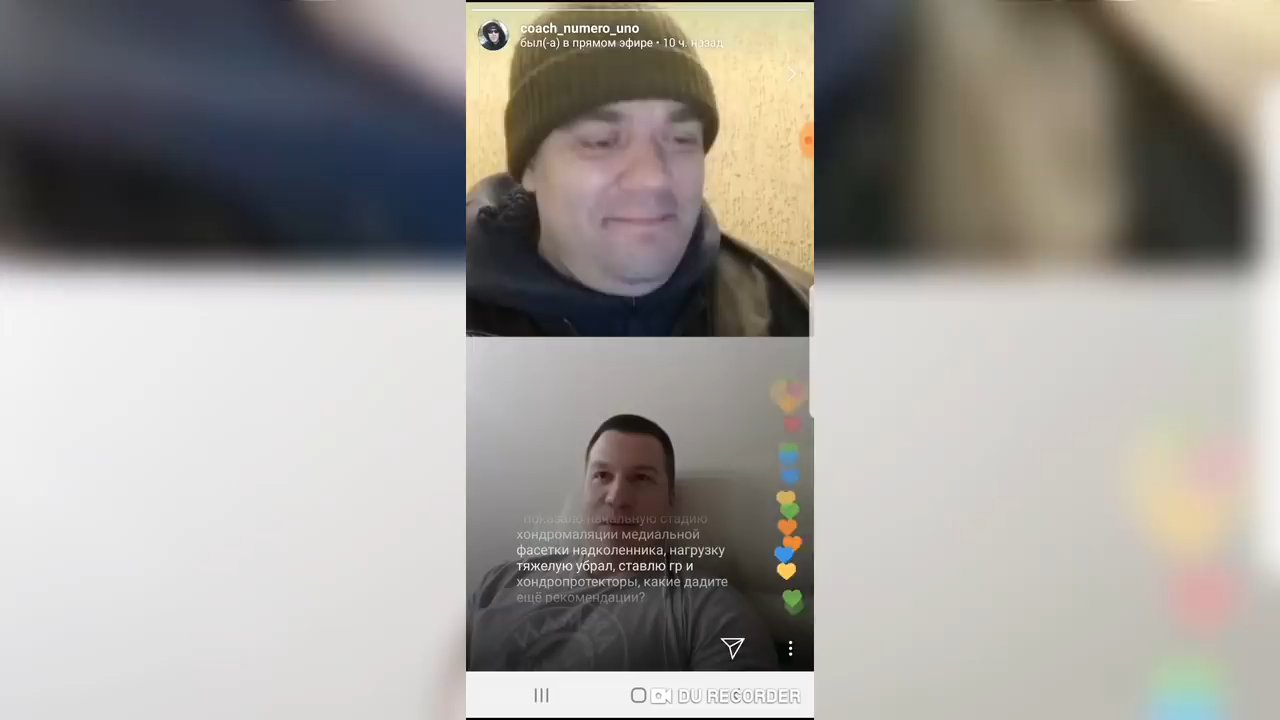 coach_numero_uno
был(-а) в прямом эфире • 10 ч. назад
показало начальную стадию
хондромаляции медиальной
фасетки надколенника, нагрузку
тяжелую убрал, ставлю гр и
хондропротекторы, какие дадите
ещё рекомендации?
DU RECORDER